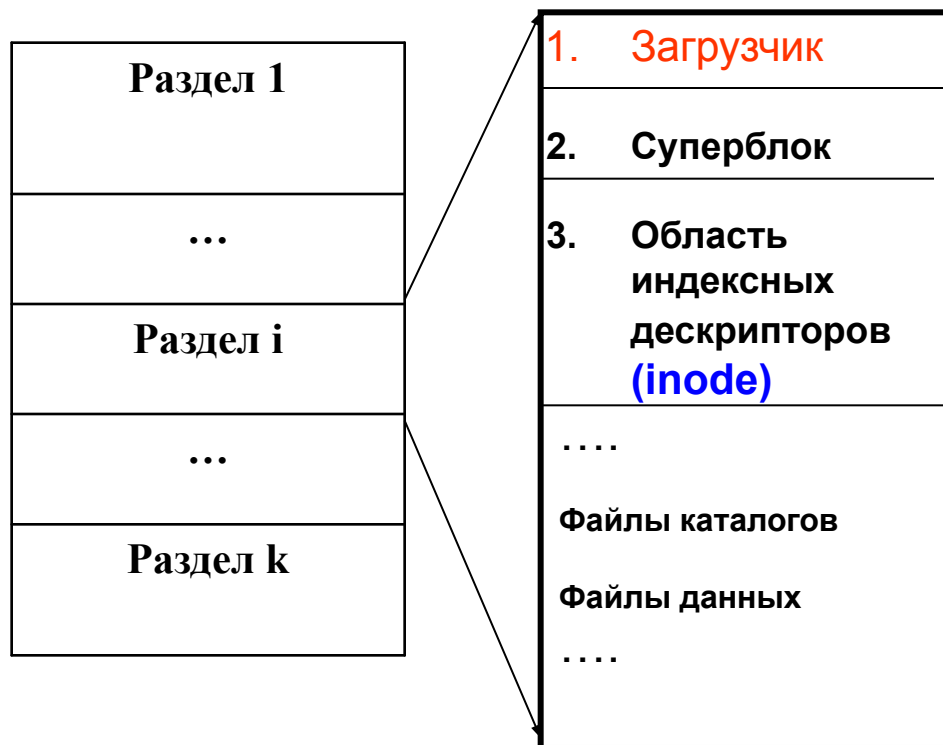 Раздел 1
...
Раздел i
...
Раздел k
1. Загрузчик
2. Суперблок
3. Область
индексных
дескрипторов
(inode)
....
Файлы каталогов
Файлы данных
....